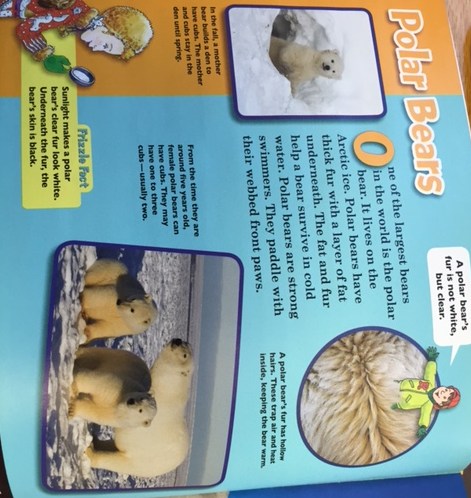 Polar Bears
A polar bear's
fur is not white,
but clear.
One of the largest bears
in the world is the polar
bear. It lives on the
Arctic ice. Polar bears have
thick fur with a layer of fat
underneath. The fat and fur
help a bear survive in cold
water. Polar bears are strong
swimmers. They paddle with
their webbed front paws.
A polar bear's fur has hollow
hairs. These trap air and heat
inside, keeping the bear warm.
In the fall, a mother
bear builds a den to
have cubs. The mother
and cubs stay in the
den until spring.
From the time they are
around five years old,
female polar bears can
have cubs. They may
have one to three
cubs—usually two.
Frizzle Fact
Sunlight makes a polar
bear's clear fur look white.
Underneath the fur, the
bear's skin is black.